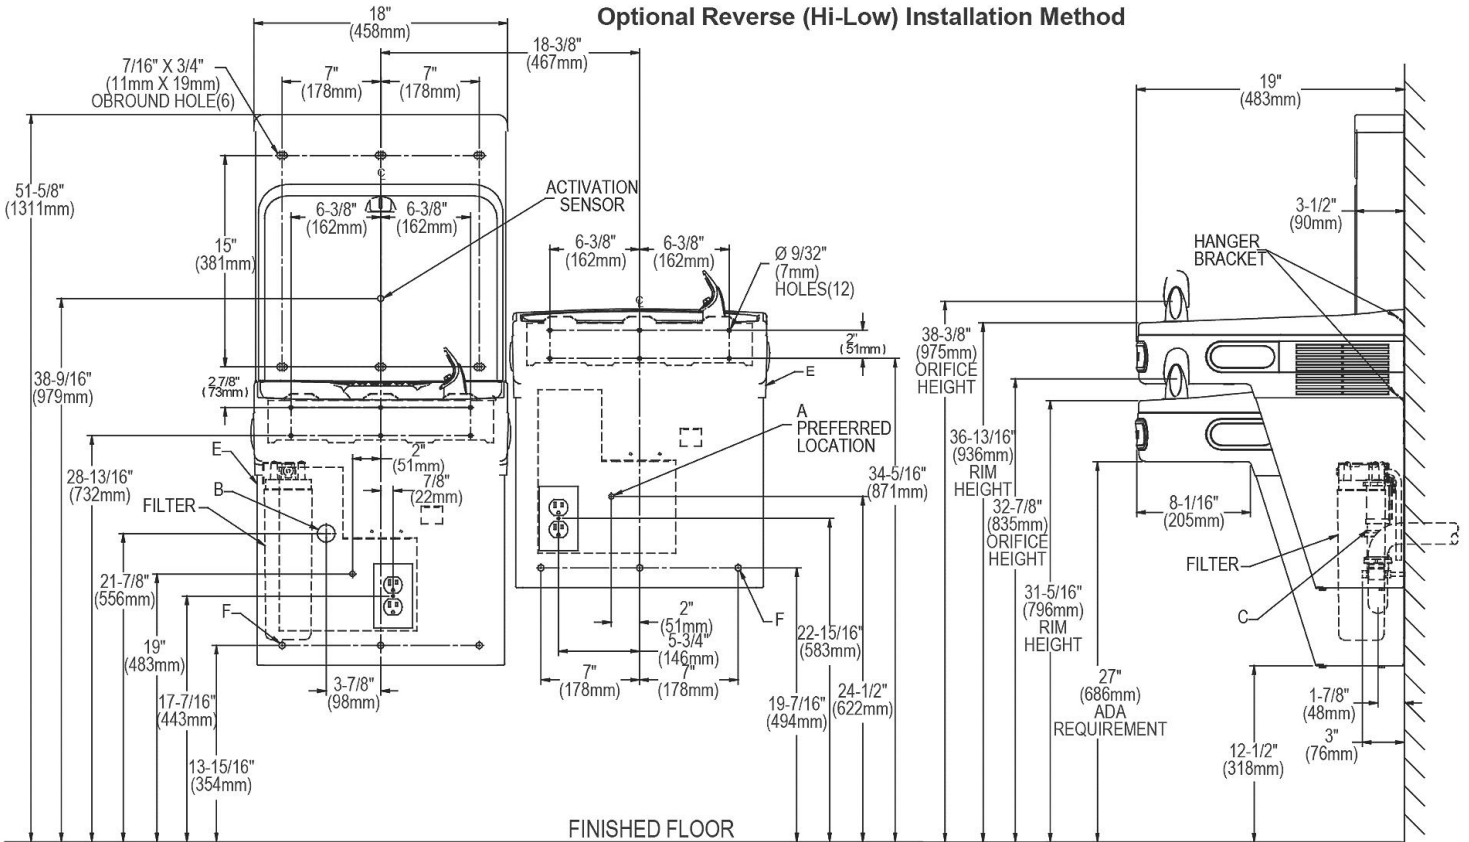 Optional Reverse (Hi-Low) Installation Method
18"
(458mm)
18-3/8"
(467mm)
7/16" X 3/4"
(11mm X 19mm)
OBROUND HOLE(6)
7"
(178mm)
7"
(178mm)
19"
(483mm)
51-5/8"
(1311mm)
℄
ACTIVATION
SENSOR
6-3/8"
(162mm)
6-3/8"
(162mm)
15"
(381mm)
6-3/8"
(162mm)
6-3/8"
(162mm)
Ø 9/32"
(7mm)
HOLES(12)
3-1/2"
(90mm)
HANGER
BRACKET
℄
2"
(51mm)
38-3/8"
(975mm)
ORIFICE
HEIGHT
38-9/16"
(979mm)
2 7/8"
(73mm)
E
A
PREFERRED
LOCATION
36-13/16"
(936mm)
RIM
HEIGHT
28-13/16"
(732mm)
E
B
FILTER
2"
(51mm)
7/8"
(22mm)
34-5/16"
(871mm)
32-7/8"
(835mm)
ORIFICE
HEIGHT
8-1/16"
(205mm)
FILTER
C
21-7/8"
(556mm)
31-5/16"
(796mm)
RIM
HEIGHT
F
19"
(483mm)
2"
(51mm)
5-3/4"
(146mm)
F
22-15/16"
(583mm)
7"
(178mm)
7"
(178mm)
3-7/8"
(98mm)
17-7/16"
(443mm)
19-7/16"
(494mm)
24-1/2"
(622mm)
27"
(686mm)
ADA
REQUIREMENT
1-7/8"
(48mm)
3"
(76mm)
12-1/2"
(318mm)
13-15/16"
(354mm)
FINISHED FLOOR